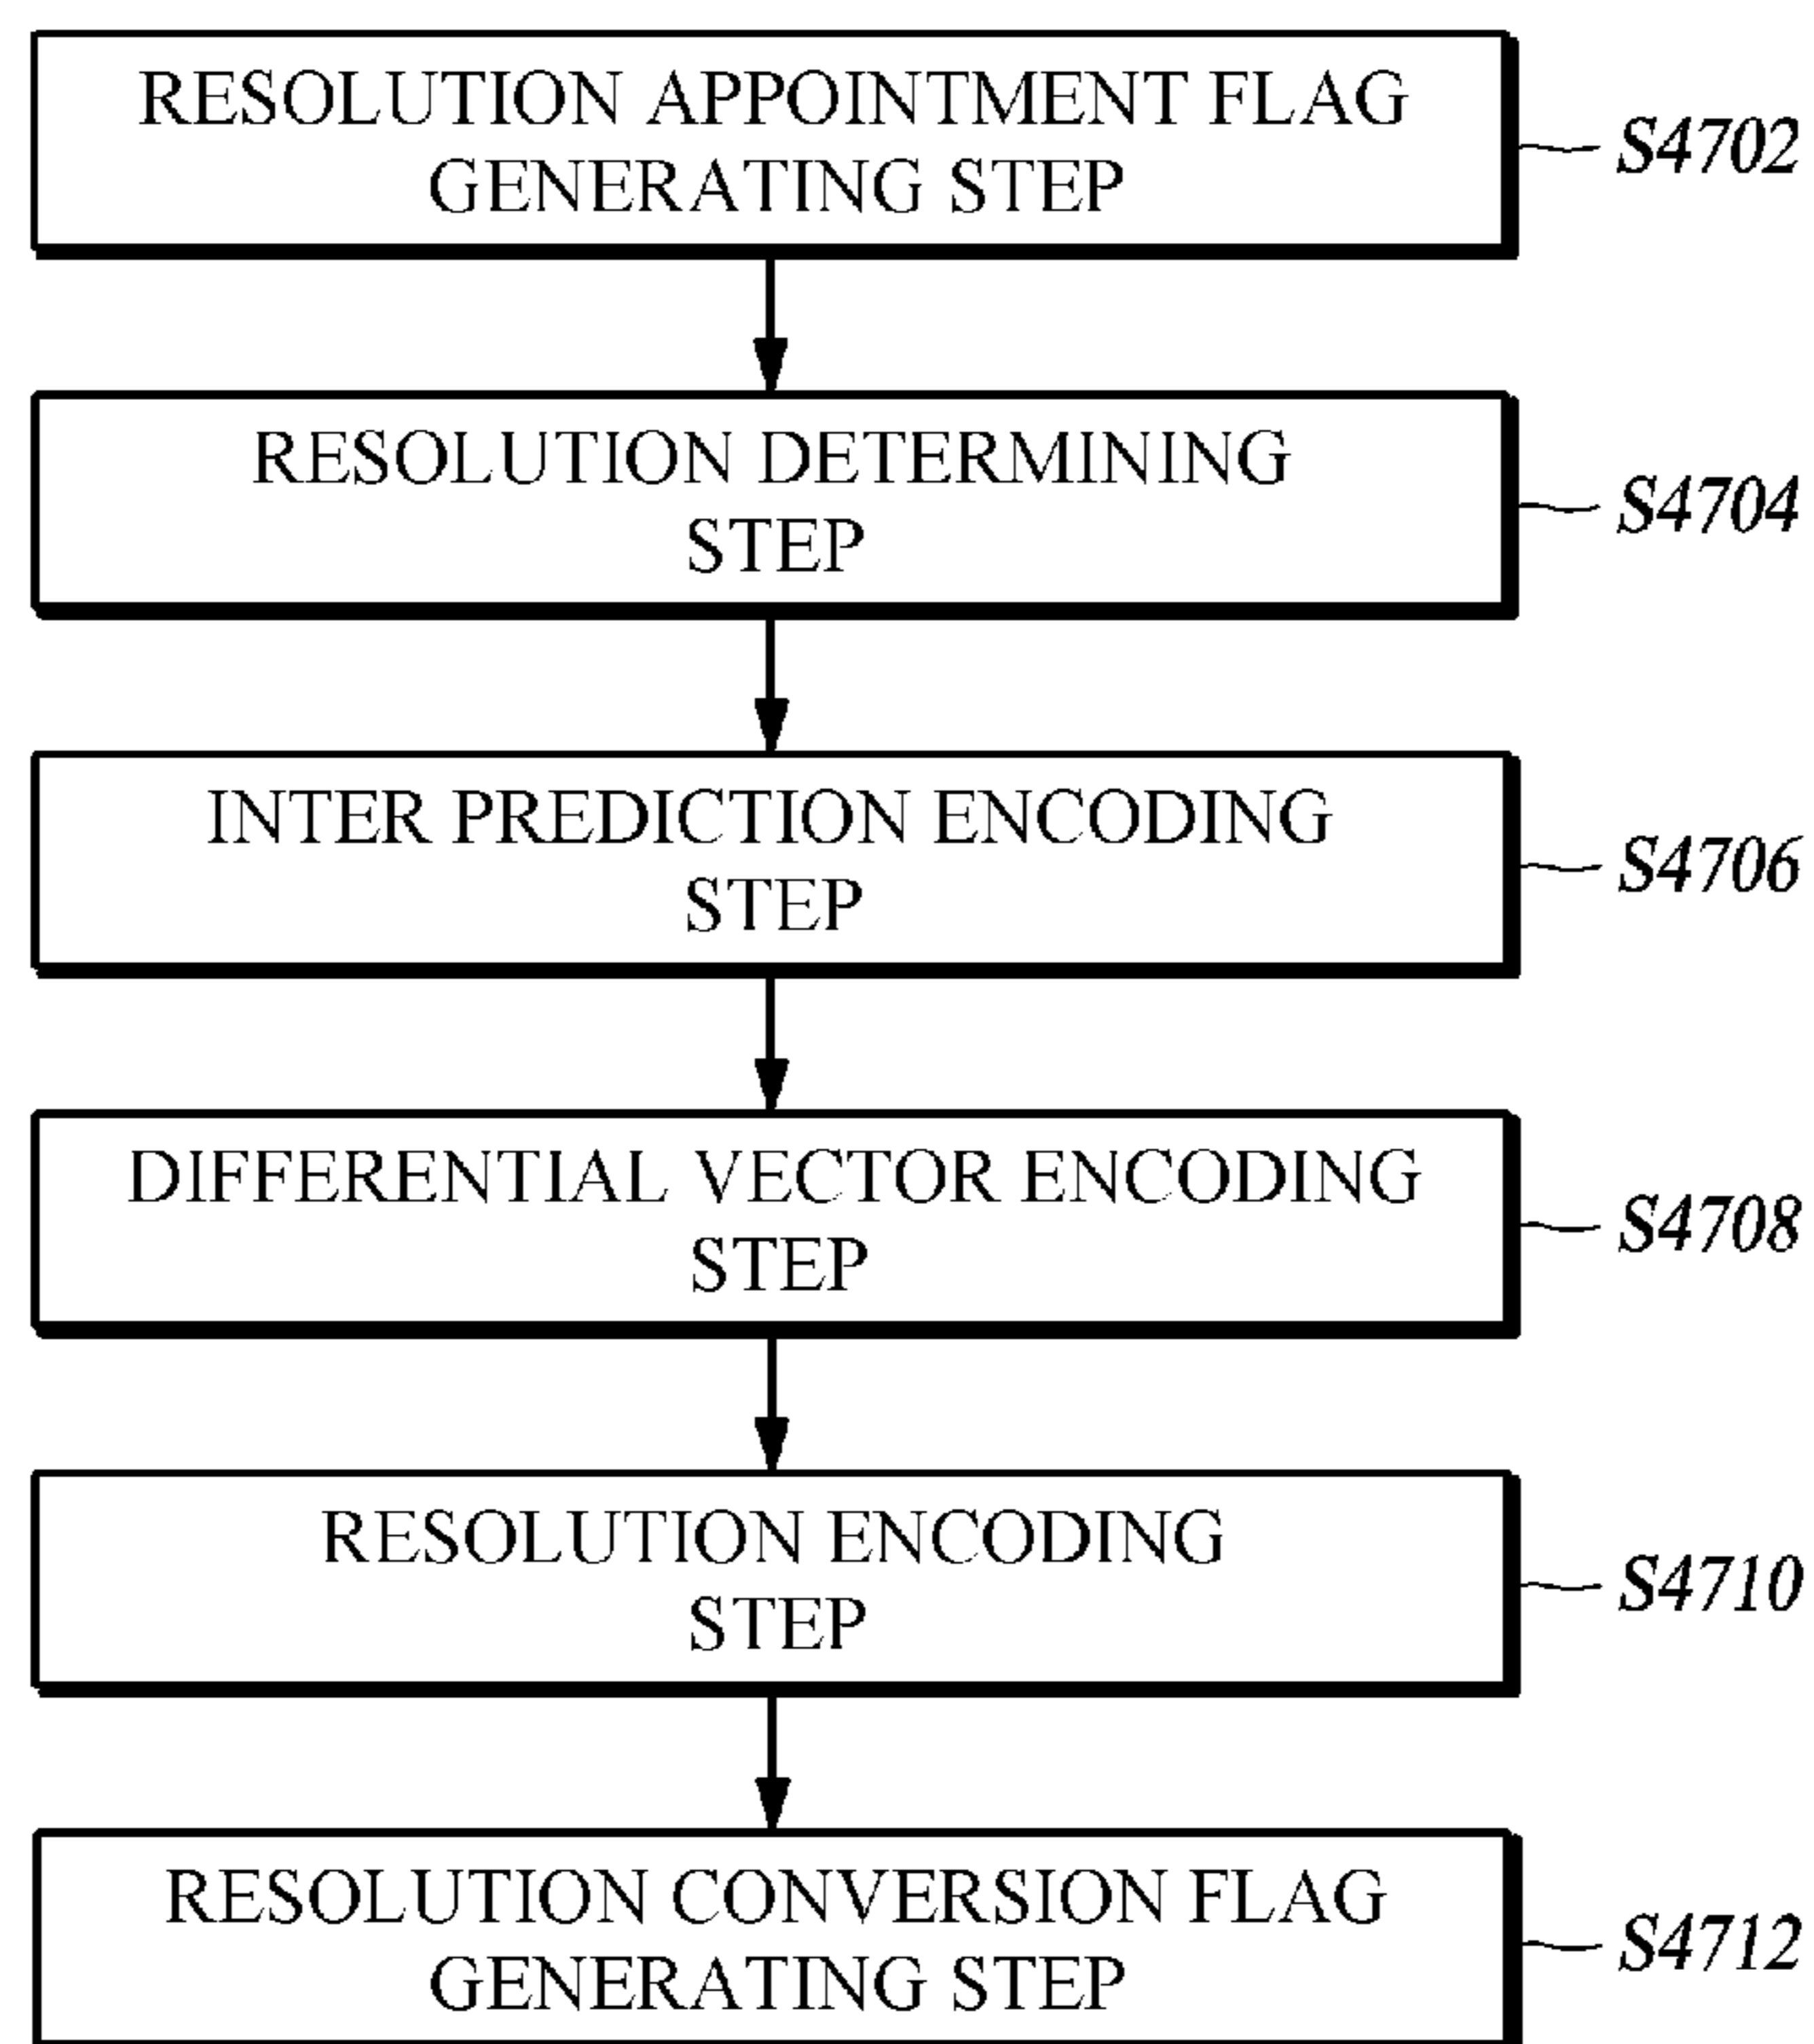 RESOLUTION APPOINTMENT FLAG
GENERATING STEP
S4702
RESOLUTION DETERMINING
STEP
S4704
INTER PREDICTION ENCODING
STEP
S4706
DIFFERENTIAL VECTOR ENCODING
STEP
S4708
RESOLUTION ENCODING
STEP
S4710
RESOLUTION CONVERSION FLAG
GENERATING STEP
S4712